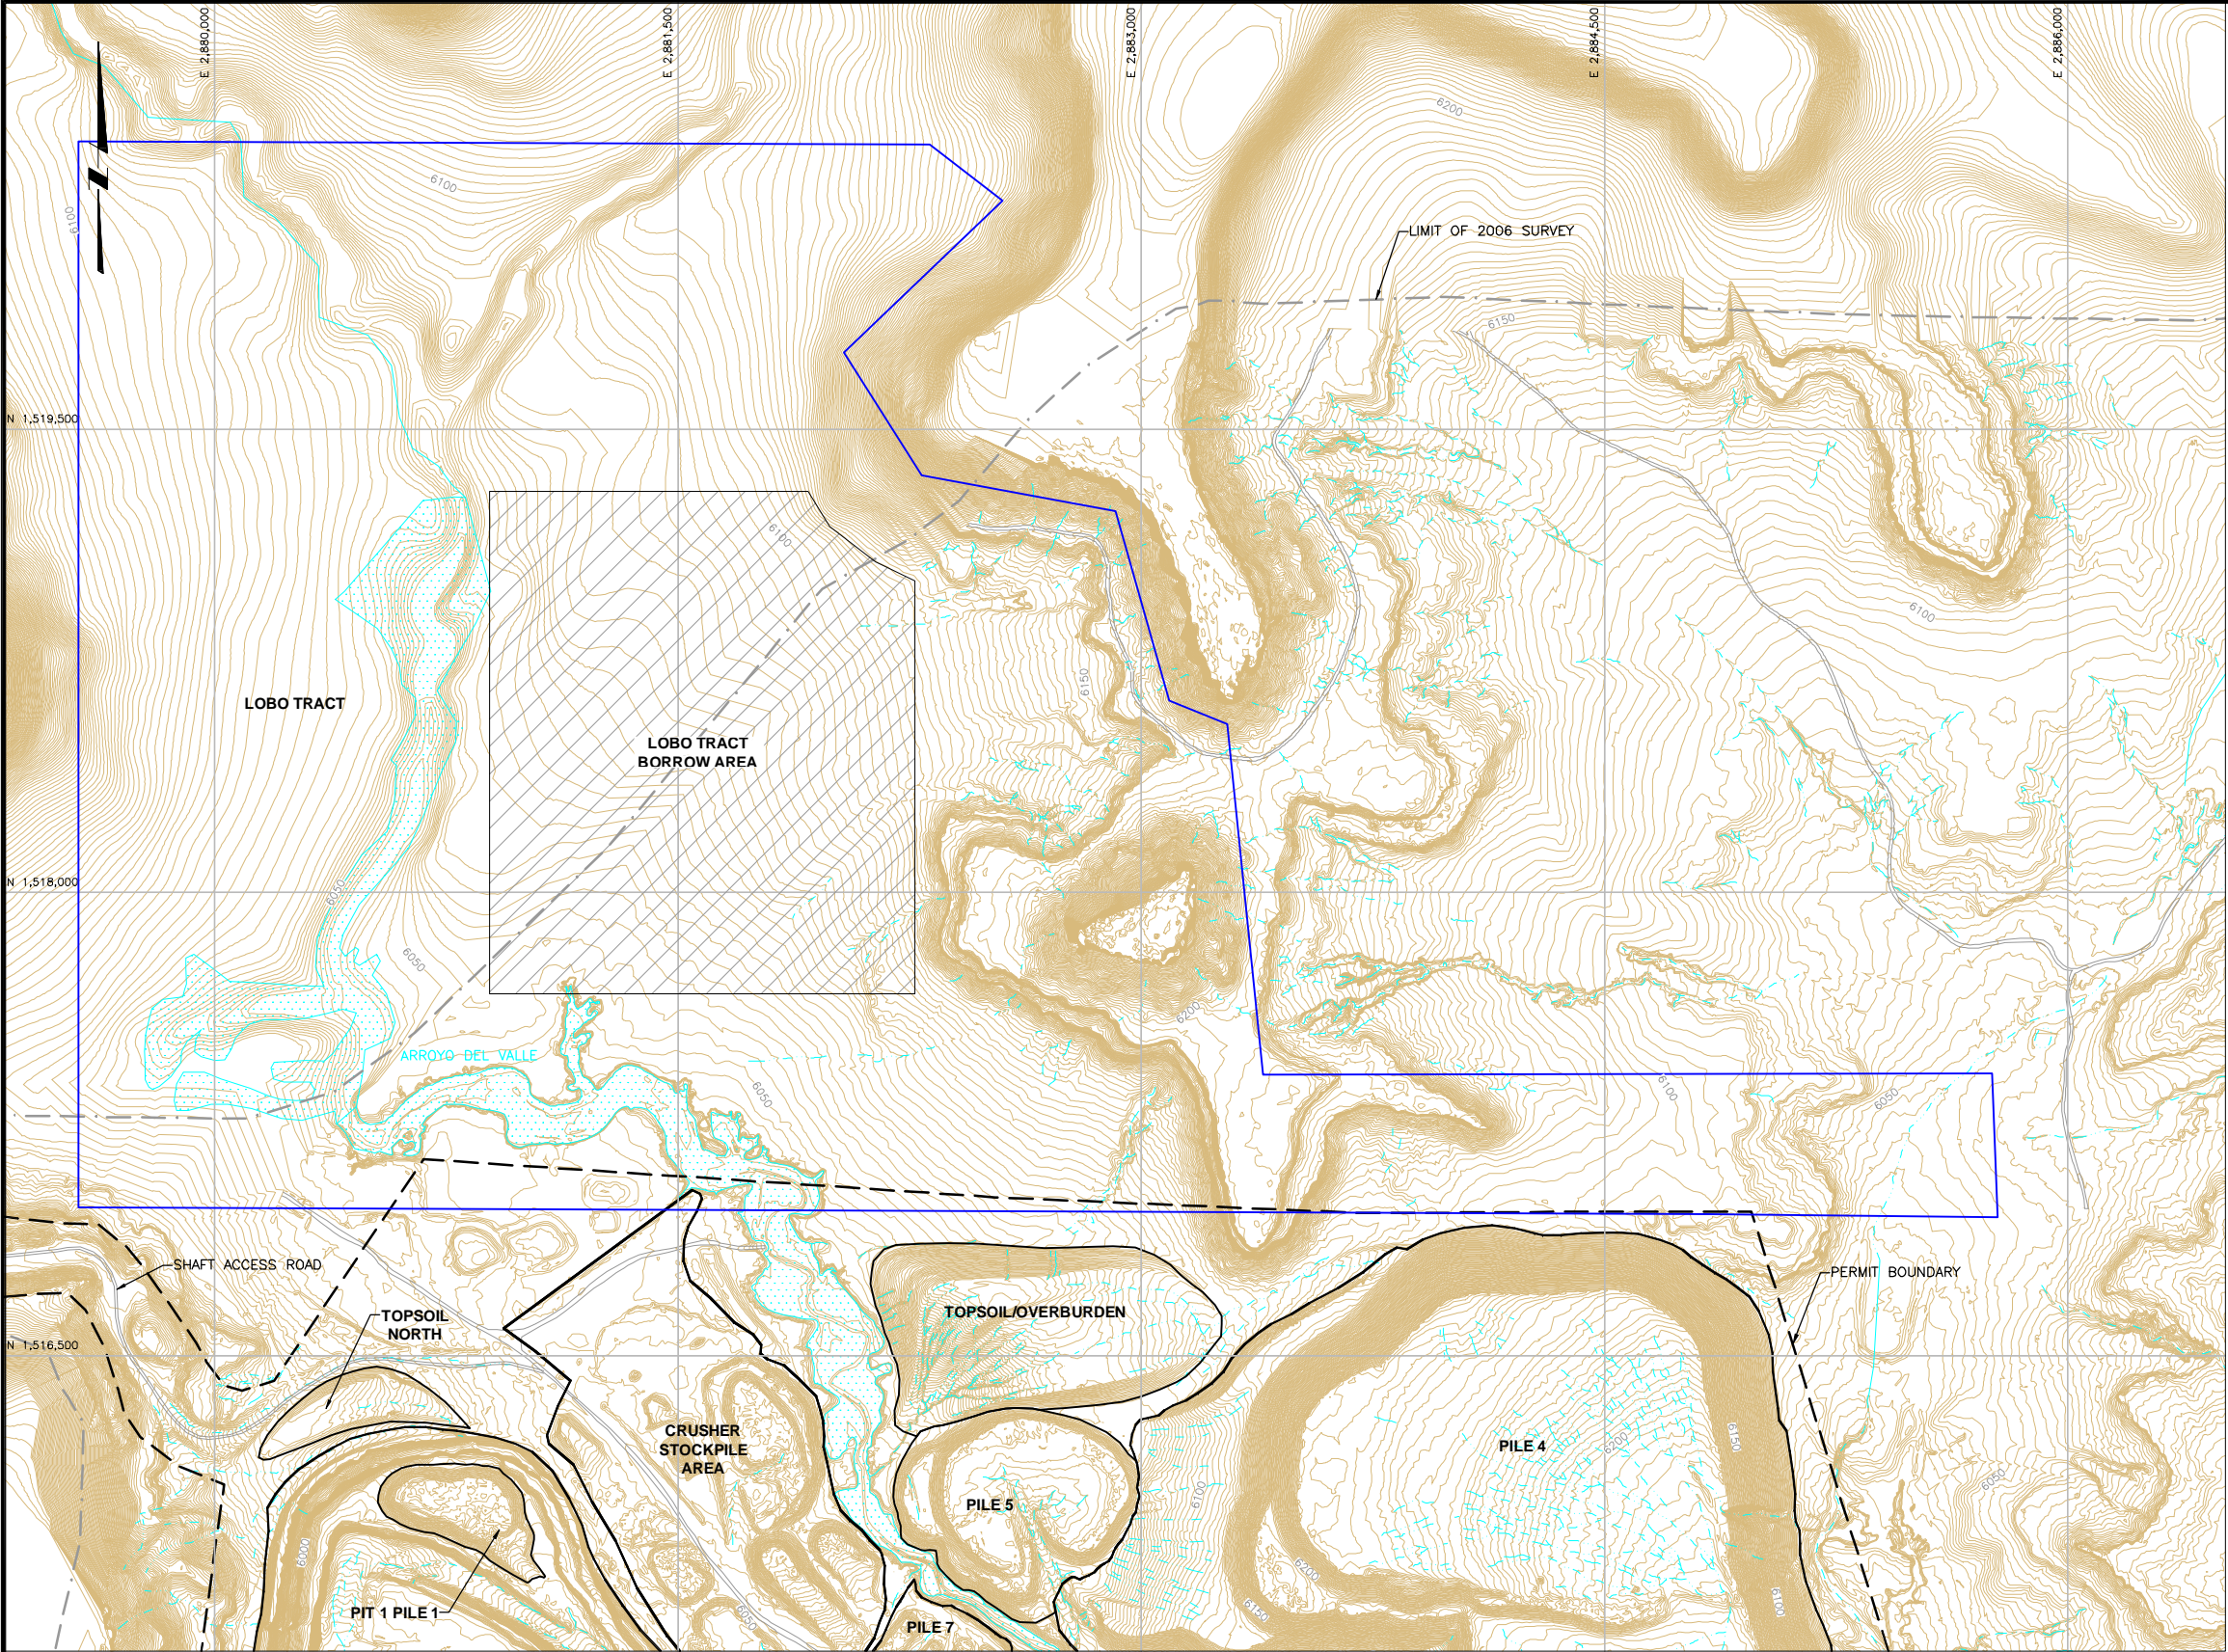 E 2,880,000
E 2,881,500
E 2,883,000
E 2,884,500
E 2,886,000
6200
6100
6100
LIMIT OF 2006 SURVEY
6150
N 1,519,500
6100
6100
6150
LOBO TRACT
LOBO TRACT
BORROW AREA
N 1,518,000
6050
6050
6200
ARROYO DEL VALLE
6050
6100
6050
SHAFT ACCESS ROAD
PERMIT BOUNDARY
TOPSOIL
NORTH
TOPSOIL/OVERBURDEN
N 1,516,500
CRUSHER
STOCKPILE
AREA
PILE 4
6200
6150
6100
6050
PILE 5
6000
6200
6150
6100
6050
PIT 1 PILE 1
PILE 7
N